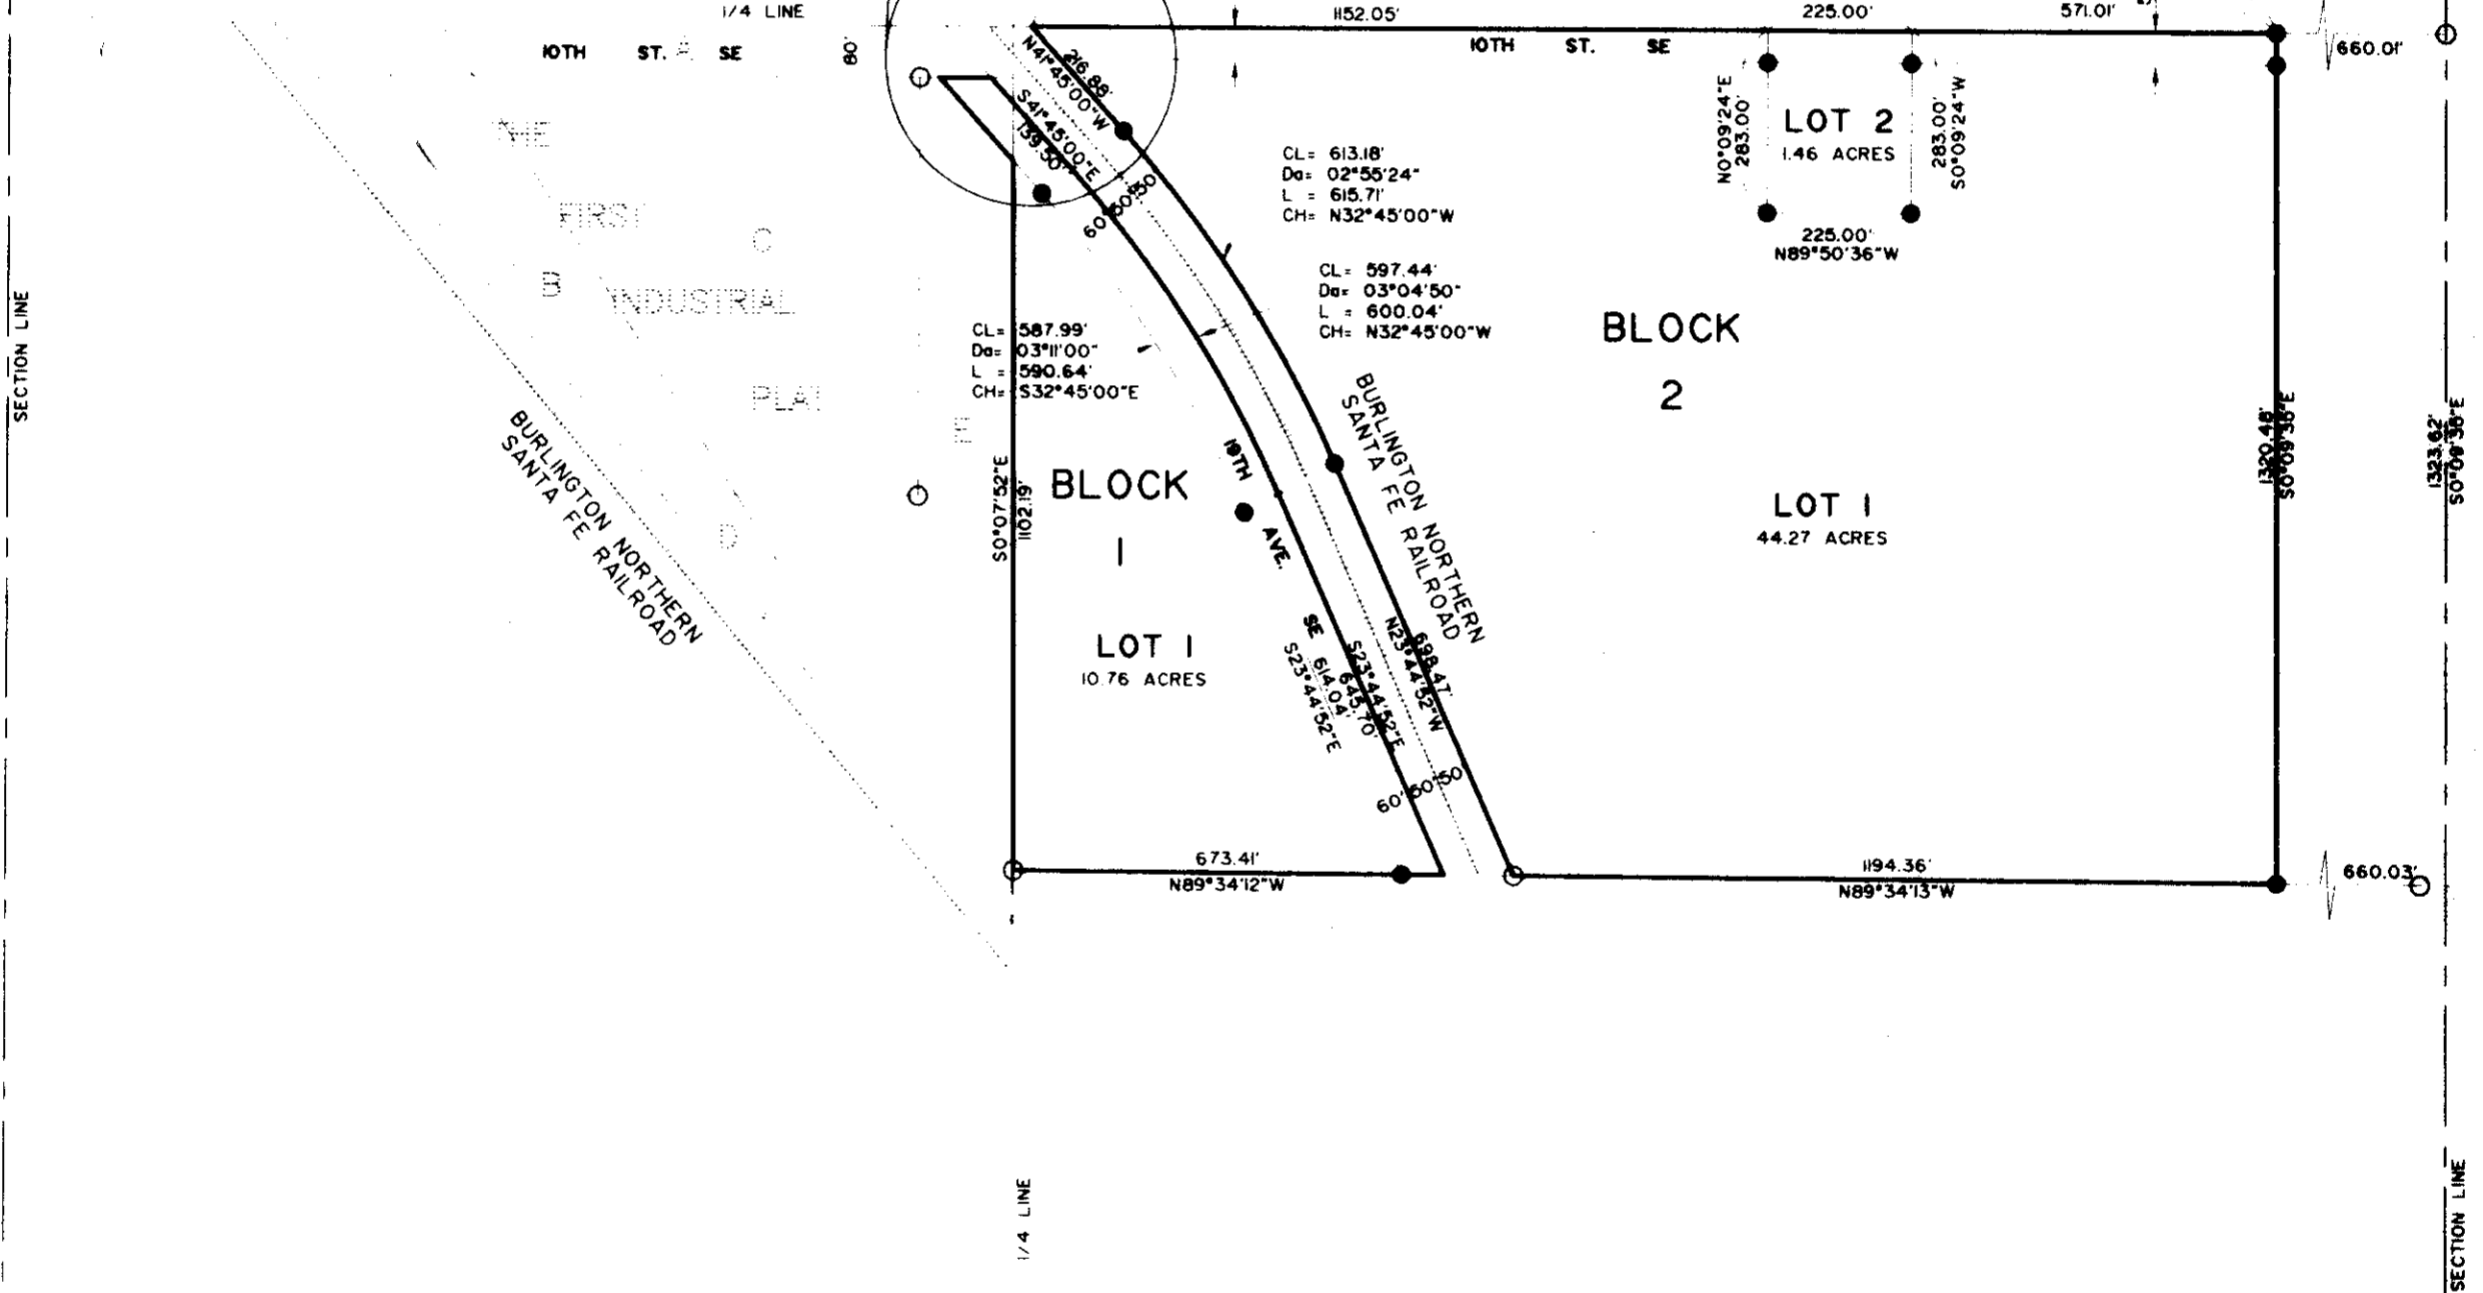 1/4 LINE
1152.05'
225.00'
571.01'
10TH ST. SE
80'
10TH ST. SE
660.01'
216.88'
N41°45'00"W
S41°45'00"E
139.50'
60' 50' 50'
CL= 613.18'
Da= 02°55'24"
L = 615.71'
CH= N32°45'00"W
N0°09'24"E
283.00'
LOT 2
1.46 ACRES
283.00'
S0°09'24"W
225.00'
N89°50'36"W
THE
FIRST
C
B
INDUSTRIAL
PLAT
E
D
SECTION LINE
CL= 597.44'
Da= 03°04'50"
L = 600.04'
CH= N32°45'00"W
CL= 587.99'
Da= 03°11'00"
L = 590.64'
CH= S32°45'00"E
BLOCK
2
BURLINGTON NORTHERN
SANTA FE RAILROAD
BURLINGTON NORTHERN
SANTA FE RAILROAD
S0°07'52"E
1102.19'
BLOCK
1
19TH AVE. SE
LOT 1
44.27 ACRES
1320.48'
S0°09'36"E
1323.62'
S0°09'36"E
LOT 1
10.76 ACRES
614.04'
S23°44'52"E
S23°44'52"E
645.70'
698.47'
N23°44'52"W
60' 50' 50'
673.41'
N89°34'12"W
1194.36'
N89°34'13"W
660.03'
1/4 LINE
SECTION LINE